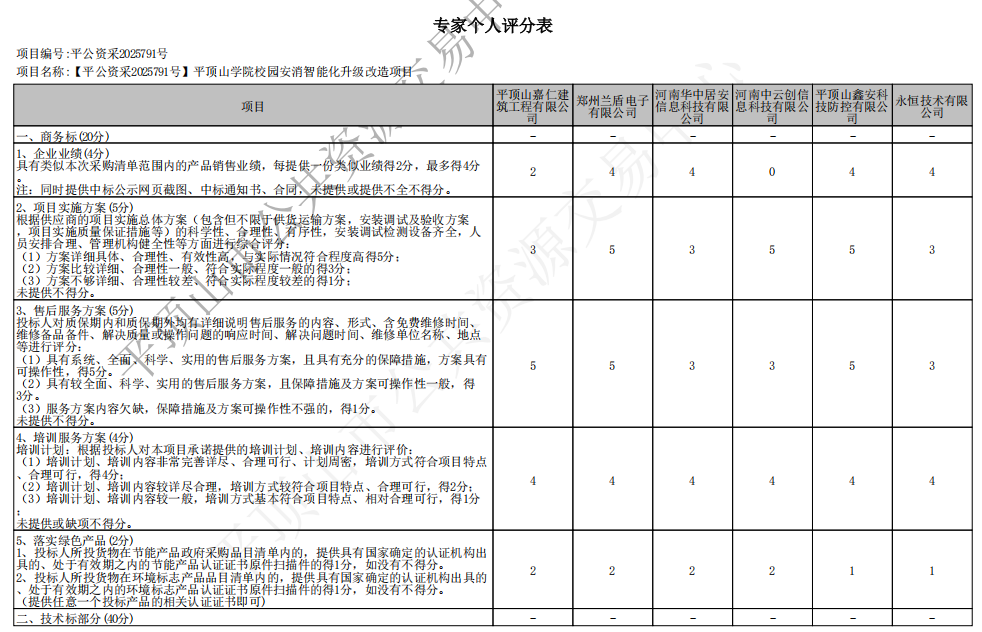 专家个人评分表
项目编号:平公资采2025791号
项目名称:【平公资采2025791号】平顶山学院校园安消智能化升级改造项目
项目 平顶山嘉仁建筑工程有限公司 郑州兰盾电子有限公司 河南华中居安信息科技有限公司 河南中云创信息科技有限公司 平顶山鑫安科技防控有限公司 永恒技术有限公司
一、商务标(20分) - - - - - -
1、企业业绩(4分)
具有类似本次采购清单范围内的产品销售业绩,每提供一份类似业绩得2分,最多得4分
。
注:同时提供中标公示网页截图、中标通知书、合同,未提供或提供不全不得分。
2 4 4 0 4 4
2、项目实施方案(5分)
根据供应商的项目实施总体方案(包含但不限于供货运输方案,安装调试及验收方案
,项目实施质量保证措施等)的科学性、合理性、有序性,安装调试检测设备齐全,人
员安排合理、管理机构健全性等方面进行综合评分:
(1)方案详细具体、合理性、有效性高,与实际情况符合程度高得5分;
(2)方案比较详细、合理性一般、符合实际程度一般的得3分;
(3)方案不够详细、合理性较差、符合实际程度较差的得1分;
未提供不得分。
3 5 3 5 5 3
3、售后服务方案(5分)
投标人对质保期内和质保期外均有详细说明售后服务的内容、形式、含免费维修时间、
维修备品备件、解决质量或操作问题的响应时间、解决问题时间、维修单位名称、地点
等进行评分:
(1)具有系统、全面、科学、实用的售后服务方案,且具有充分的保障措施,方案具有
可操作性,得5分。
(2)具有较全面、科学、实用的售后服务方案,且保障措施及方案可操作性一般,得
3分。
(3)服务方案内容欠缺,保障措施及方案可操作性不强的,得1分。
未提供不得分。
5 5 3 3 5 3
4、培训服务方案(4分)
培训计划:根据投标人对本项目承诺提供的培训计划、培训内容进行评价:
(1)培训计划、培训内容非常完善详尽、合理可行、计划周密,培训方式符合项目特点
、合理可行,得4分;
(2)培训计划、培训内容较详尽合理,培训方式较符合项目特点、合理可行,得2分;
(3)培训计划、培训内容较一般,培训方式基本符合项目特点、相对合理可行,得1分
;
未提供或缺项不得分。
4 4 4 4 4 4
5、落实绿色产品(2分)
1、投标人所投货物在节能产品政府采购品目清单内的,提供具有国家确定的认证机构出
具的、处于有效期之内的节能产品认证证书原件扫描件的得1分,如没有不得分。
2、投标人所投货物在环境标志产品品目清单内的,提供具有国家确定的认证机构出具的
、处于有效期之内的环境标志产品认证证书原件扫描件的得1分,如没有不得分。
(提供任意一个投标产品的相关认证证书即可)
2 2 2 2 1 1
二、技术标部分(40分) - - - - - -
平顶山市公共资源交易中
平顶山市公共资源交易中心